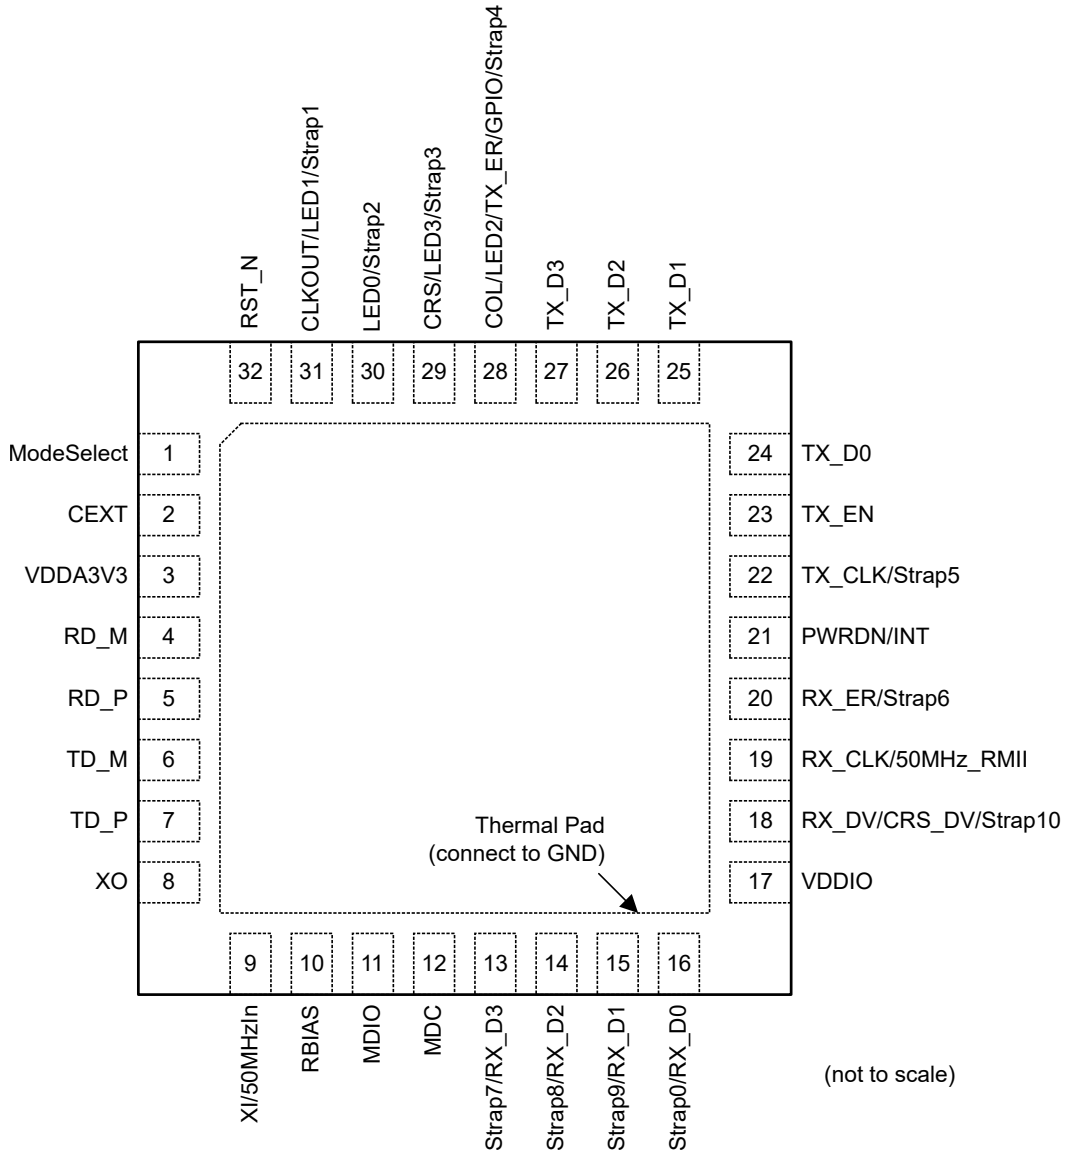 COL/LED2/TX_ER/GPIO/Strap4
CLKOUT/LED1/Strap1
CRS/LED3/Strap3
LED0/Strap2
RST_N
TX_D3
TX_D2
TX_D1
32
31
30
29
28
27
26
25
ModeSelect 1
24 TX_D0
CEXT 2
23 TX_EN
VDDA3V3 3
22 TX_CLK/Strap5
RD_M 4
21 PWRDN/INT
RD_P 5
20 RX_ER/Strap6
TD_M 6
19 RX_CLK/50MHz_RMII
TD_P 7
18 RX_DV/CRS_DV/Strap10
XO 8
17 VDDIO
Thermal Pad
(connect to GND)
9
10
11
12
13
14
15
16
XI/50MHzIn
RBIAS
MDIO
MDC
Strap7/RX_D3
Strap8/RX_D2
Strap9/RX_D1
Strap0/RX_D0
(not to scale)